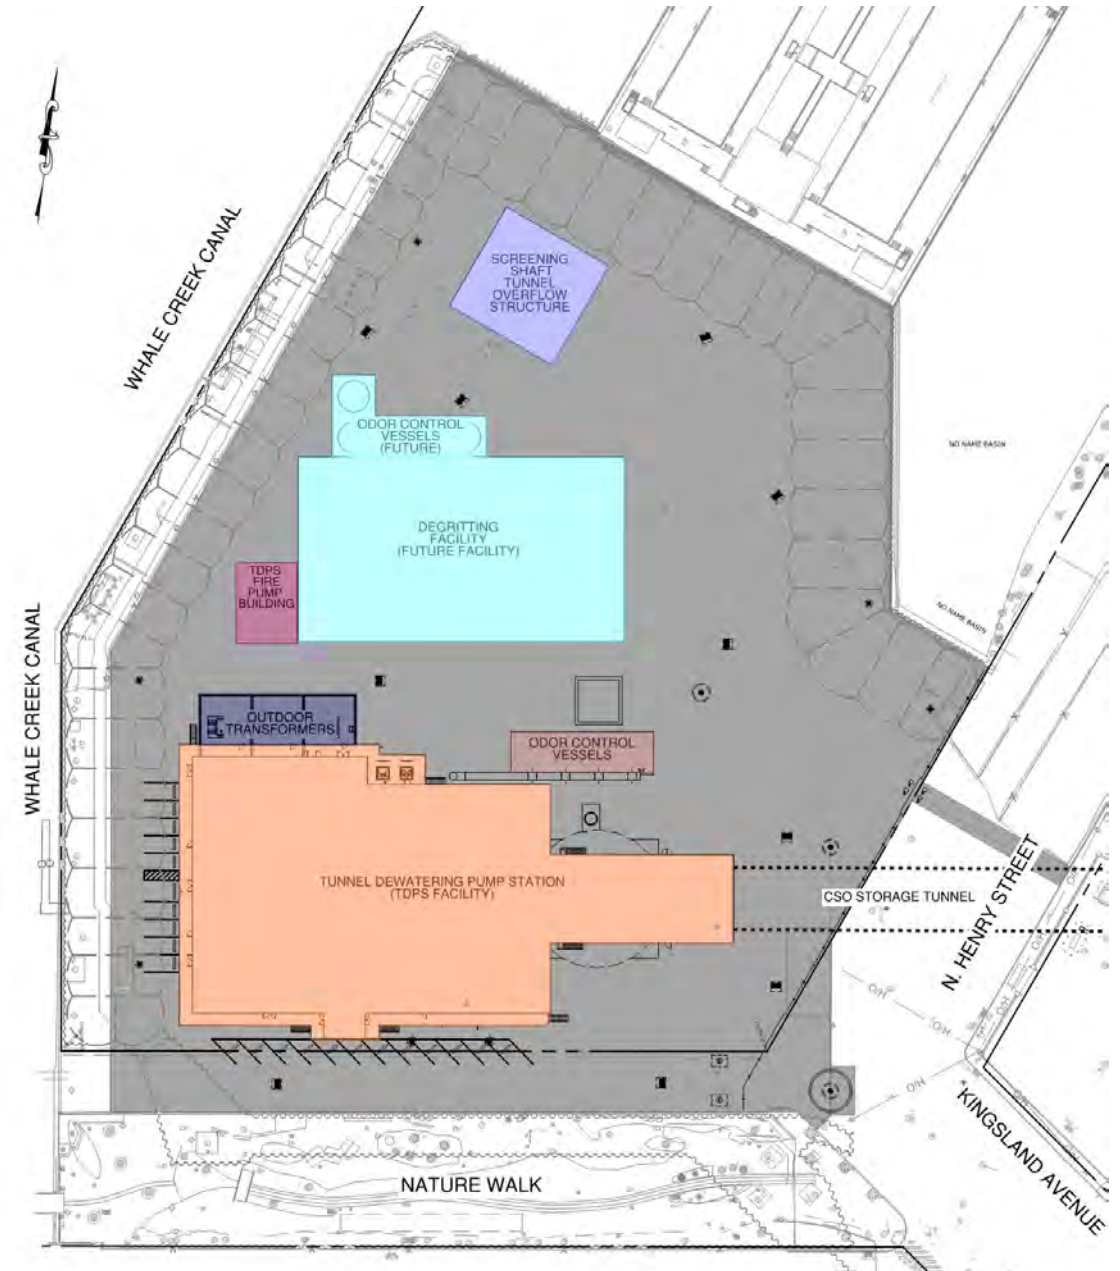 WHALE CREEK CANAL
SCREENING
SHAFT
TUNNEL
OVERFLOW
STRUCTURE
ODOR CONTROL
VESSELS
(FUTURE)
NO NAME BASIN
DEGRITTING
FACILITY
(FUTURE FACILITY)
TDPS
FIRE
PUMP
BUILDING
NO NAME BASIN
WHALE CREEK CANAL
OUTDOOR
TRANSFORMERS
ODOR CONTROL
VESSELS
TUNNEL DEWATERING PUMP STATION
(TDPS FACILITY)
CSO STORAGE TUNNEL
N. HENRY STREET
O/H
O/H
O/H
O/H
O/H
O/H
KINGSLAND AVENUE
NATURE WALK